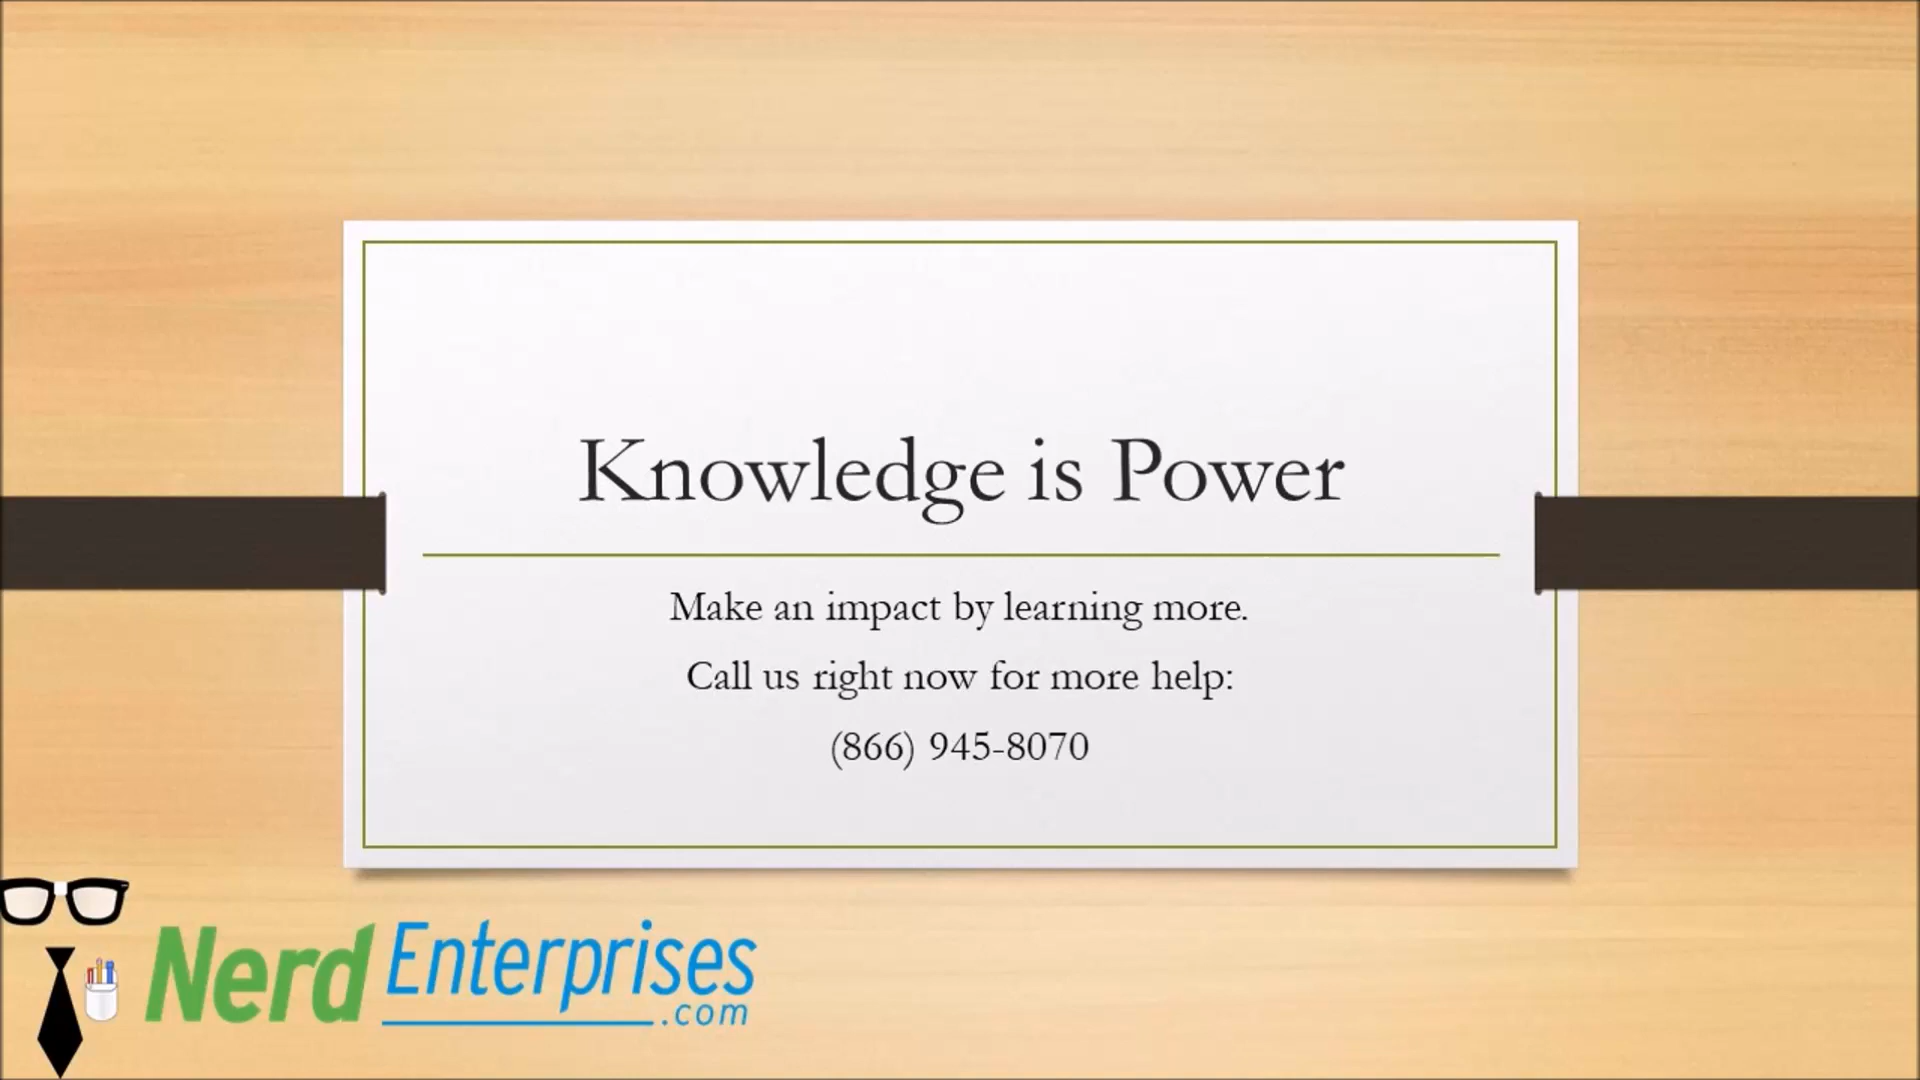 Knowledge is Power
Make an impact by learning more.
Call us right now for more help:
(866) 945-8070
Nerd Enterprises
.com